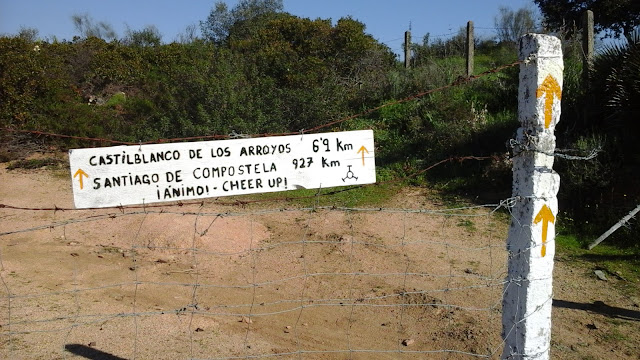 CASTILBLANCO DE LOS ARROYOS 6'9 Km
SANTIAGO DE COMPOSTELA 927 Km
¡ÁNIMO! - CHEER UP!